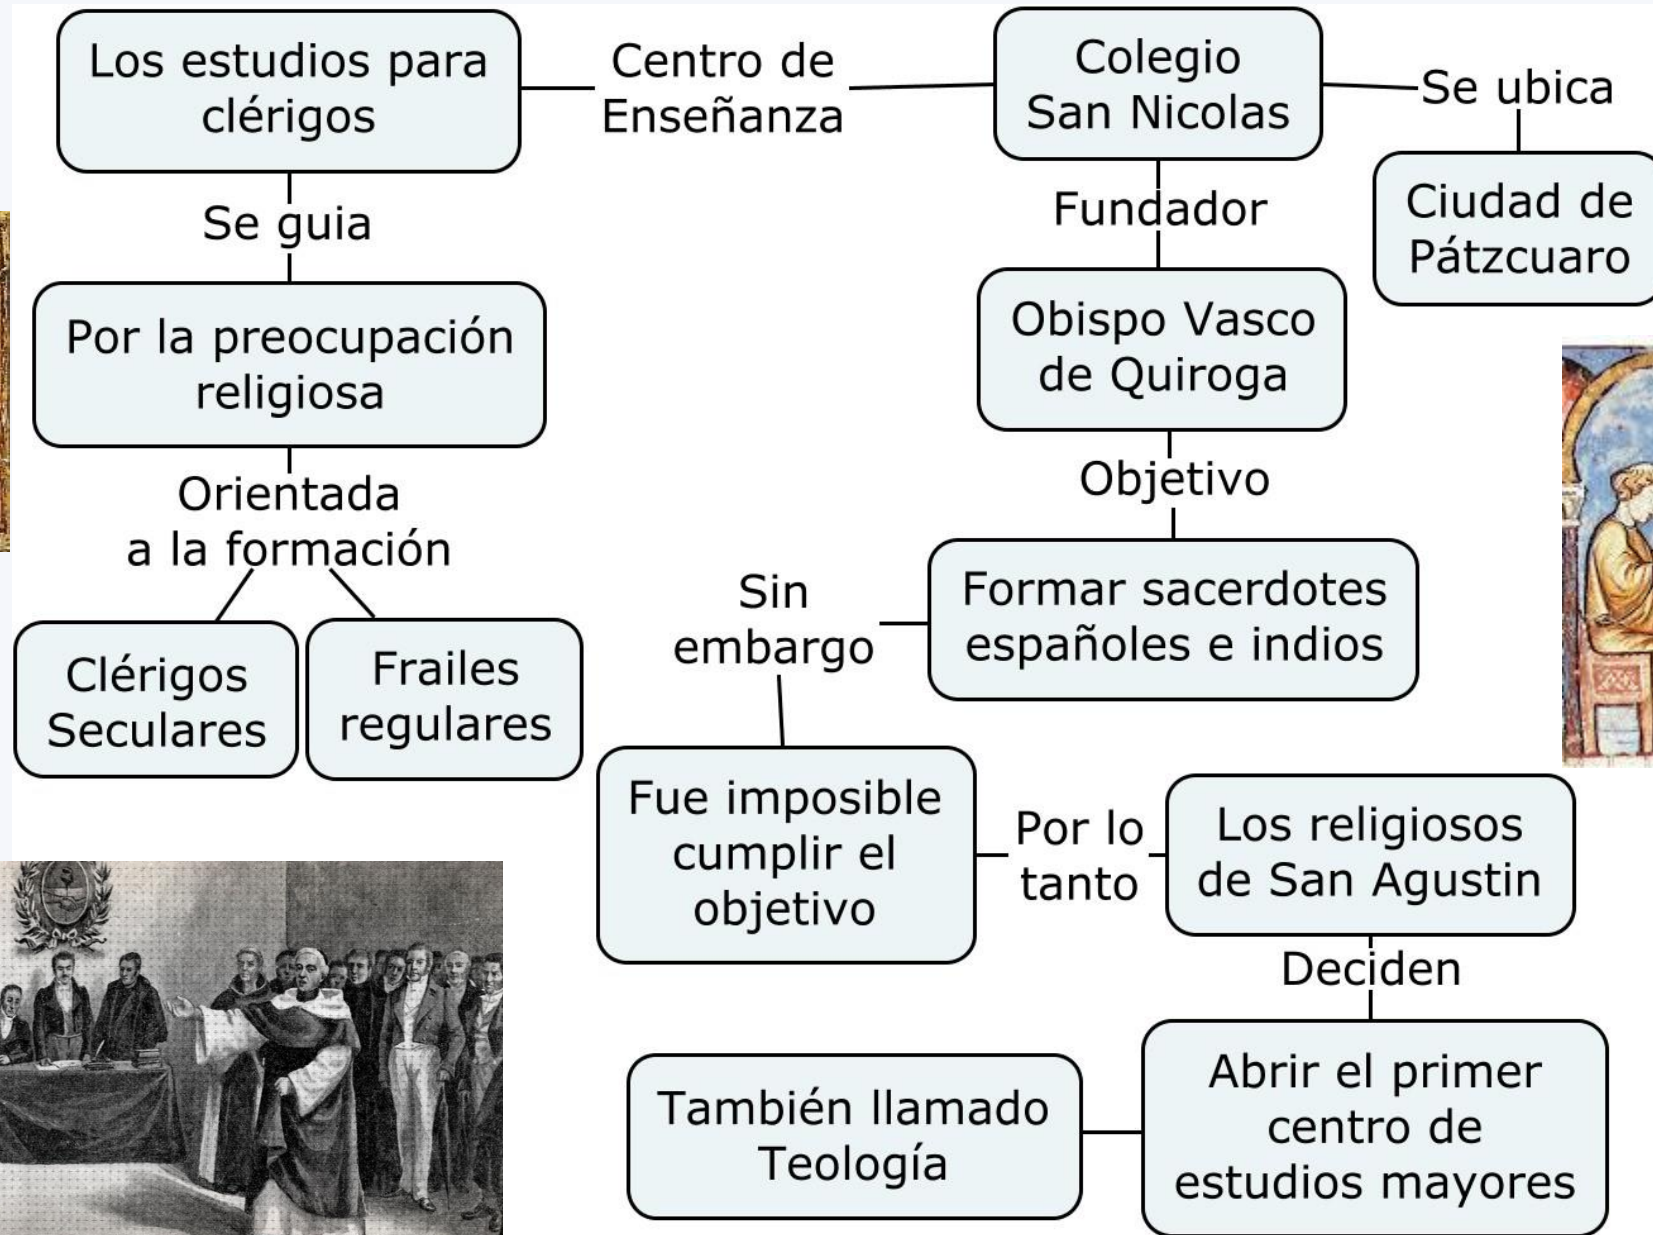 Los estudios para
clérigos
Centro de
Enseñanza
Colegio
San Nicolas
Se ubica
Ciudad de
Pátzcuaro
Se guia
Por la preocupación
religiosa
Orientada
a la formación
Clérigos
Seculares
Frailes
regulares
Fundador
Obispo Vasco
de Quiroga
Objetivo
Formar sacerdotes
españoles e indios
Sin
embargo
Fue imposible
cumplir el
objetivo
Por lo
tanto
Los religiosos
de San Agustin
Deciden
Abrir el primer
centro de
estudios mayores
También llamado
Teología